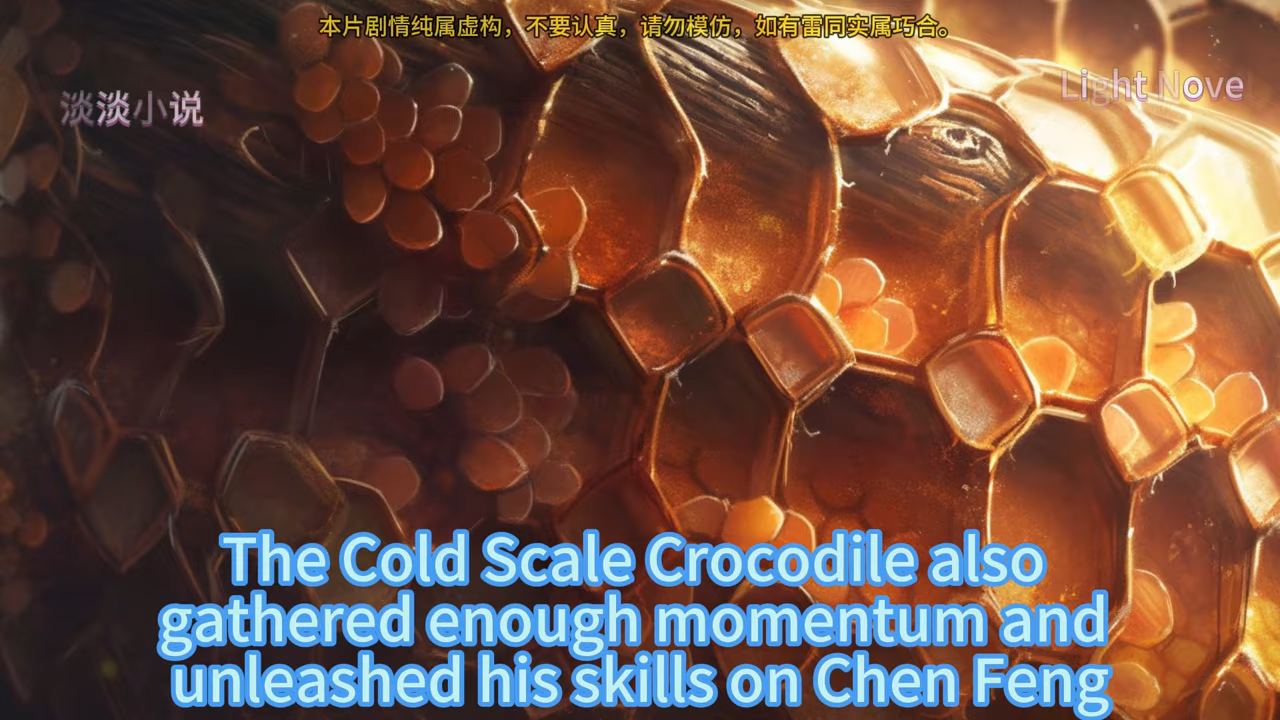 本片剧情纯属虚构，不要认真，请勿模仿，如有雷同实属巧合。
淡淡小说
Light Nove
The Cold Scale Crocodile also
gathered enough momentum and
unleashed his skills on Chen Feng